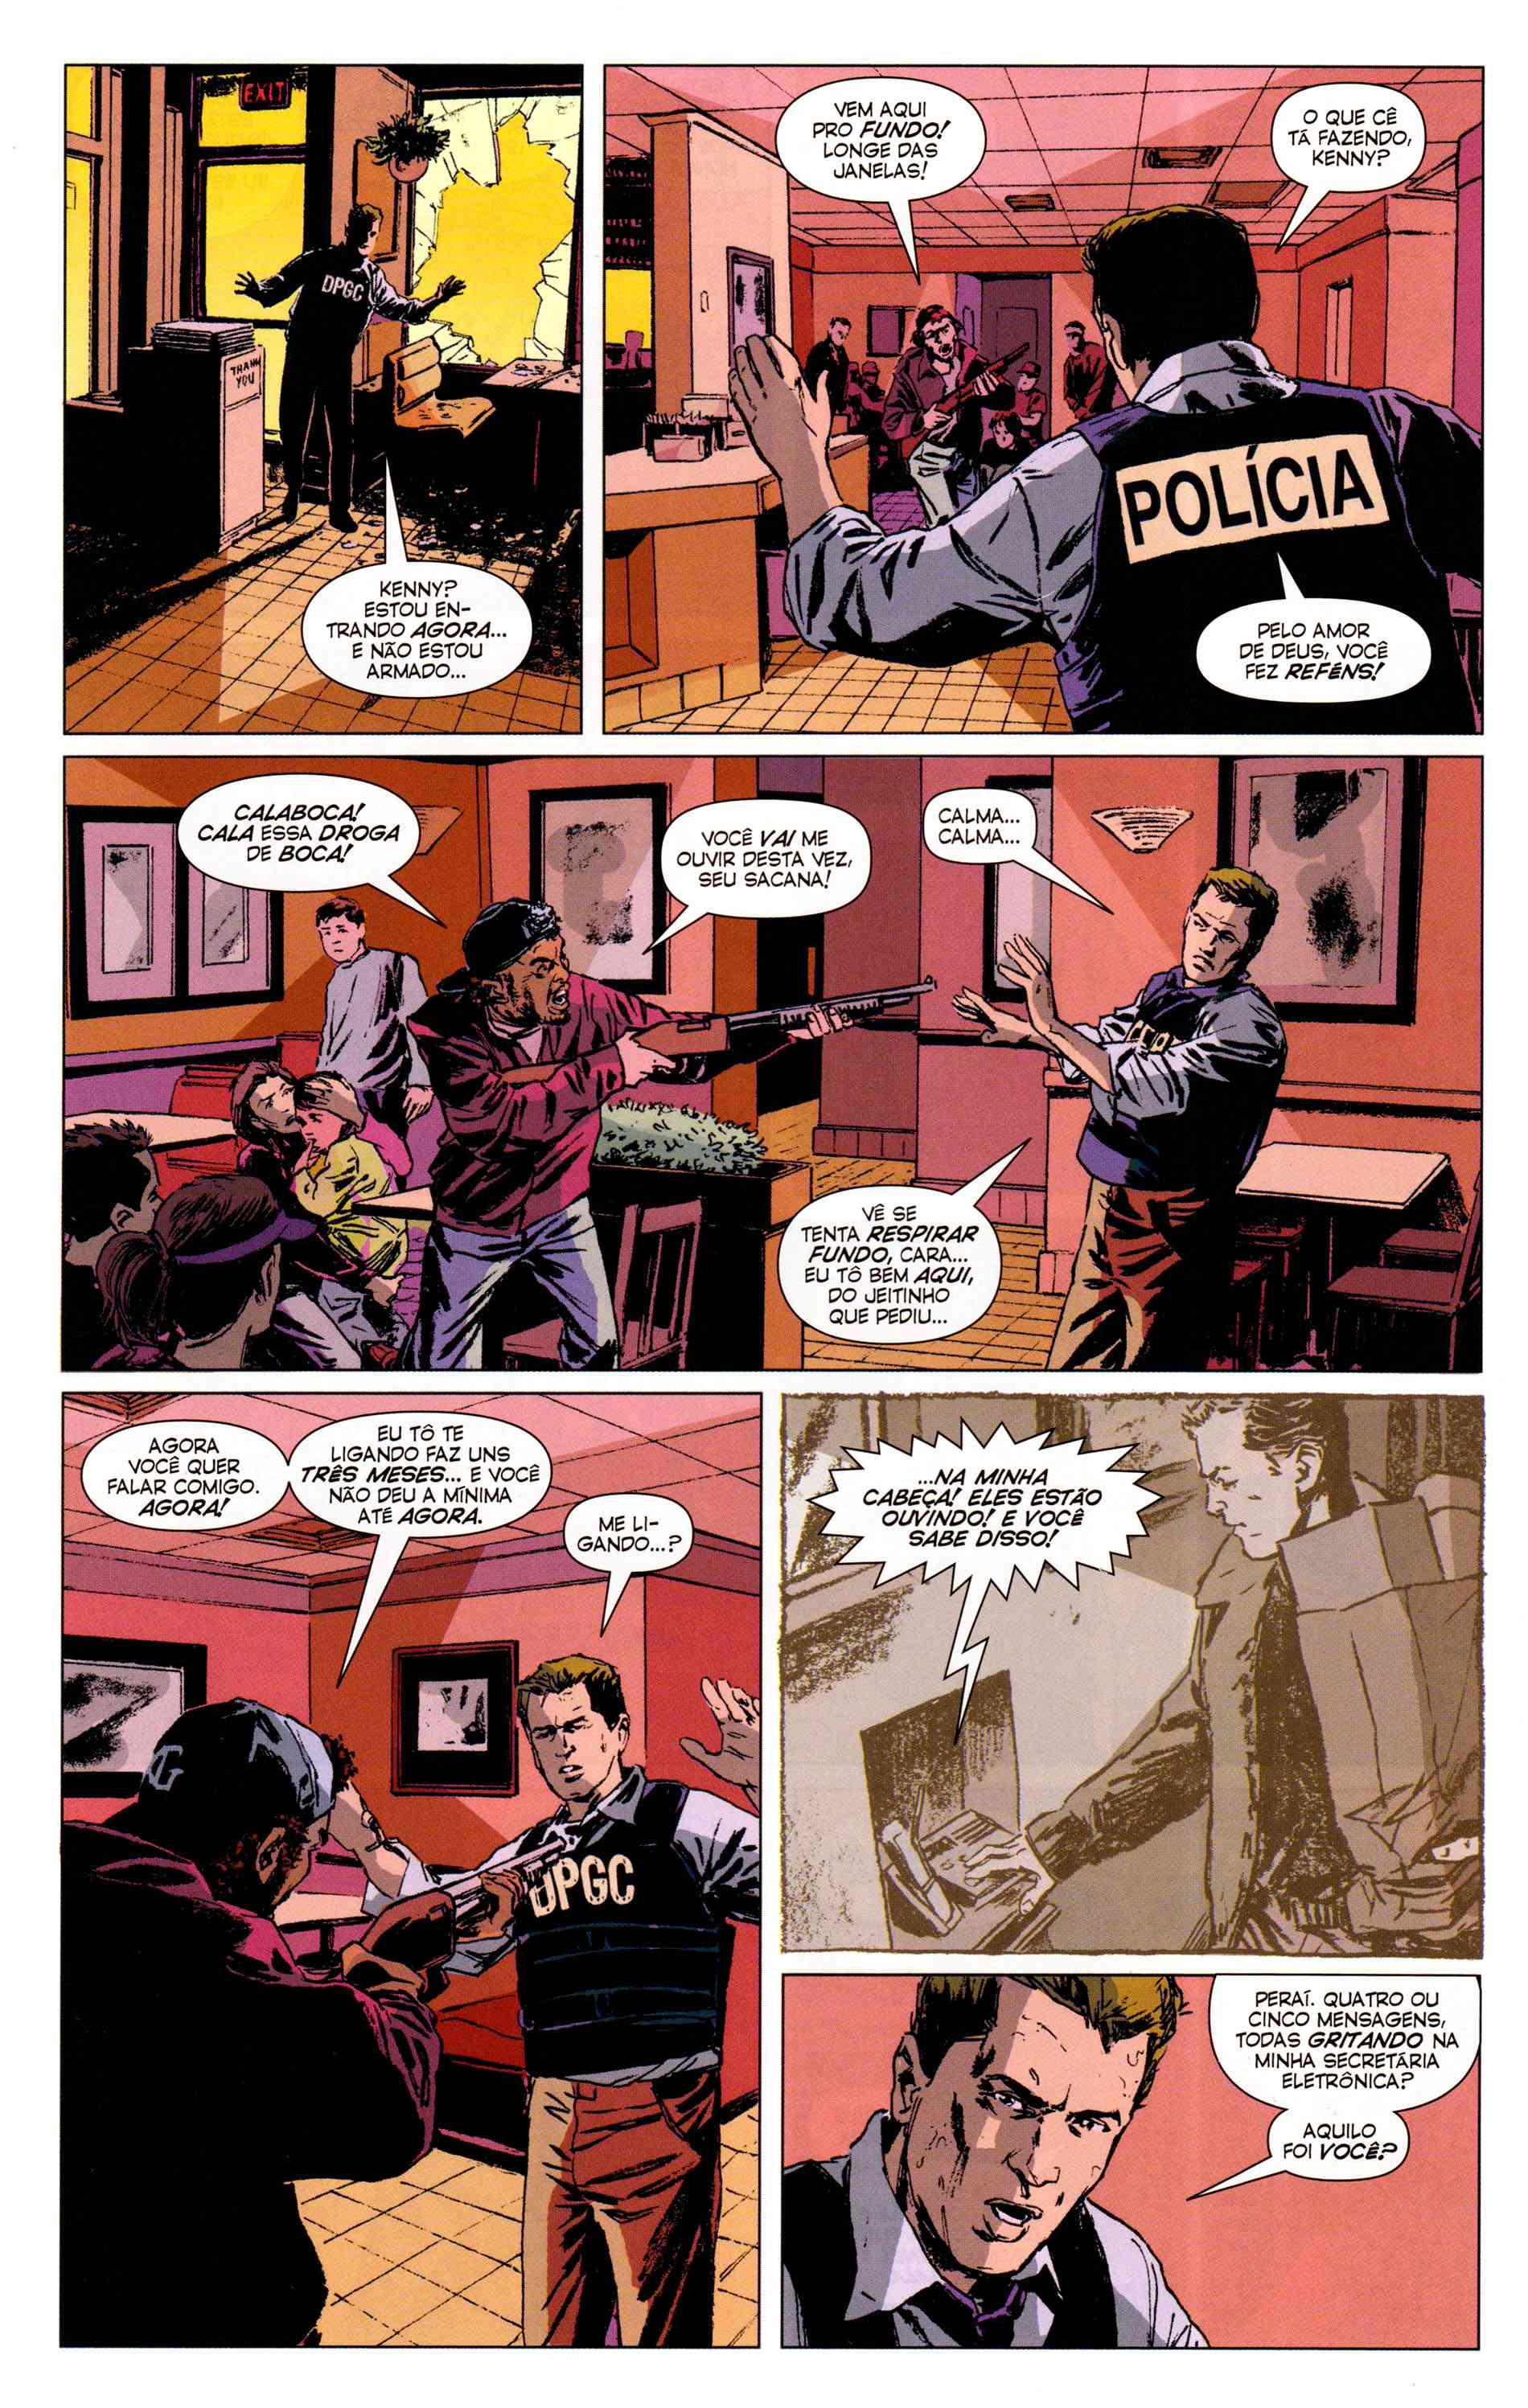 EXIT
DPGC
THANK
YOU
KENNY?
ESTOU EN-
TRANDO AGORA...
E NÃO ESTOU
ARMADO...
VEM AQUI
PRO FUNDO!
LONGE DAS
JANELAS!
O QUE CÊ
TÁ FAZENDO,
KENNY?
POLÍCIA
PELO AMOR
DE DEUS, VOCÊ
FEZ REFÉNS!
CALABOCA!
CALA ESSA DROGA
DE BOCA!
VOCÊ VAI ME
OUVIR DESTA VEZ,
SEU SACANA!
CALMA...
CALMA...
VÊ SE
TENTA RESPIRAR
FUNDO, CARA...
EU TÔ BEM AQUI,
DO JEITINHO
QUE PEDIU...
AGORA
VOCÊ QUER
FALAR COMIGO.
AGORA!
EU TÔ TE
LIGANDO FAZ UNS
TRÊS MESES... E VOCÊ
NÃO DEU A MÍNIMA
ATÉ AGORA.
ME LI-
GANDO...?
G
DPGC
...NA MINHA
CABEÇA! ELES ESTÃO
OUVINDO! E VOCÊ
SABE DISSO!
PERAÍ. QUATRO OU
CINCO MENSAGENS,
TODAS GRITANDO NA
MINHA SECRETÁRIA
ELETRÔNICA?
AQUILO
FOI VOCÊ?